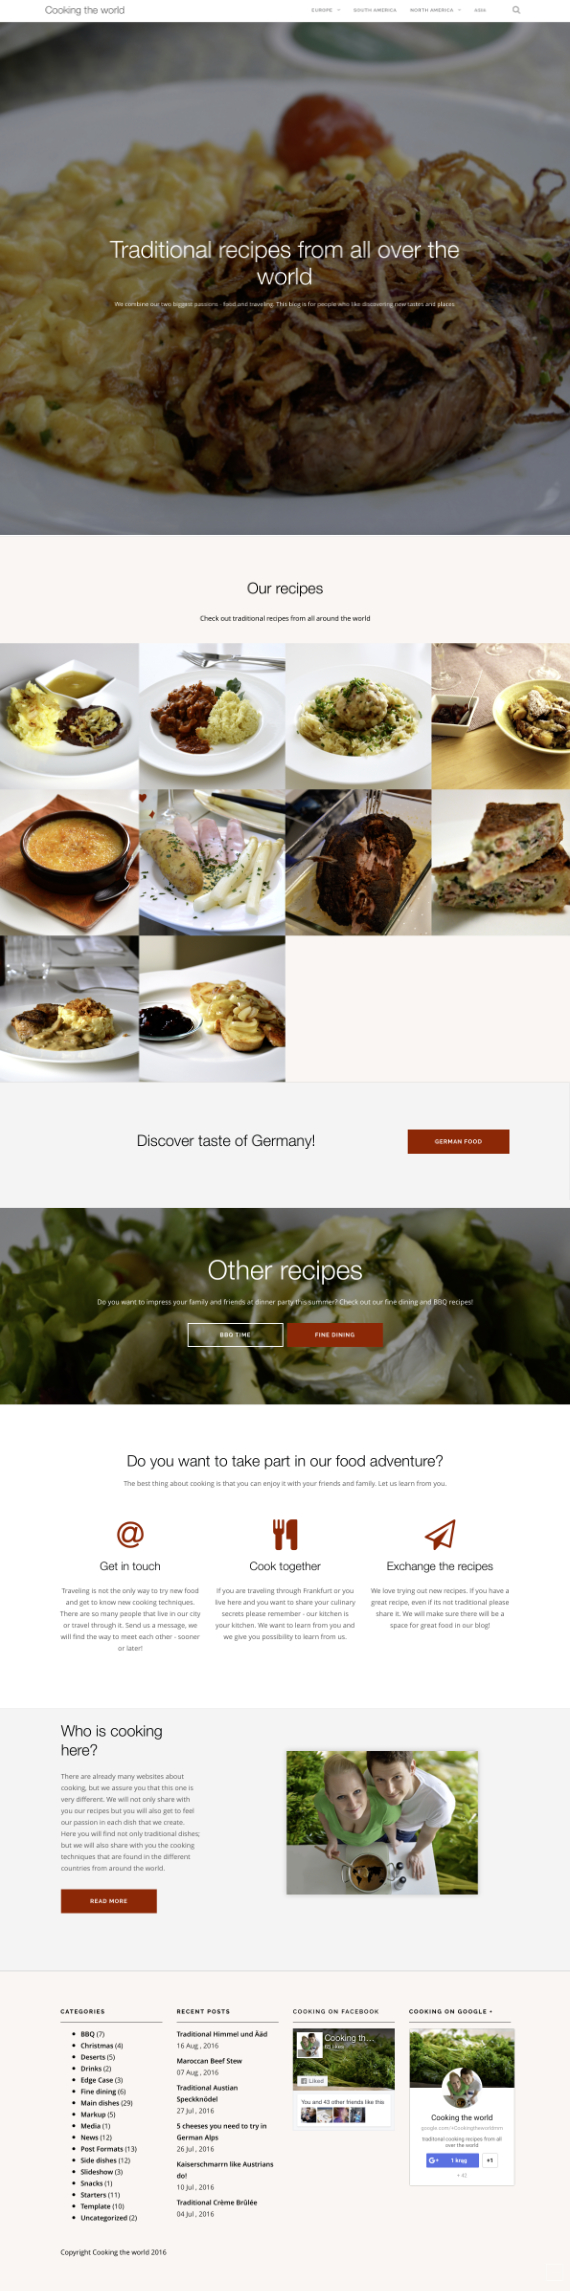 Cooking the world
EUROPE
SOUTH AMERICA
NORTH AMERICA
ASIA
Traditional recipes from all over the
world
We combine our two biggest passions - food and traveling. This blog is for people who like discovering new tastes and places
Our recipes
Check out traditional recipes from all around the world
Discover taste of Germany!
GERMAN FOOD
Other recipes
Do you want to impress your family and friends at dinner party this summer? Check out our fine dining and BBQ recipes!
BBQ TIME
FINE DINING
Do you want to take part in our food adventure?
The best thing about cooking is that you can enjoy it with your friends and family. Let us learn from you.
Get in touch
Traveling is not the only way to try new food
and get to know new cooking techniques.
There are so many people that live in our city
or travel through it. Send us a message, we
will find the way to meet each other - sooner
or later!
Cook together
If you are traveling through Frankfurt or you
live here and you want to share your culinary
secrets please remember - our kitchen is
your kitchen. We want to learn from you and
we give you possibility to learn from us.
Exchange the recipes
We love trying out new recipes. If you have a
great recipe, even if its not traditional please
share it. We will make sure there will be a
space for great food in our blog!
Who is cooking
here?
There are already many websites about
cooking, but we assure you that this one is
very different. We will not only share with
you our recipes but you will also get to feel
our passion in each dish that we create.
Here you will find not only traditional dishes;
but we will also share with you the cooking
techniques that are found in the different
countries from around the world.
READ MORE
CATEGORIES
BBQ (7)
Christmas (4)
Deserts (5)
Drinks (2)
Edge Case (3)
Fine dining (6)
Main dishes (29)
Markup (5)
Media (1)
News (12)
Post Formats (13)
Side dishes (12)
Slideshow (3)
Snacks (1)
Starters (11)
Template (10)
Uncategorized (2)
RECENT POSTS
Traditional Himmel und Ääd
16 Aug , 2016
Maroccan Beef Stew
07 Aug , 2016
Traditional Austian
Speckknödel
27 Jul , 2016
5 cheeses you need to try in
German Alps
26 Jul , 2016
Kaiserschmarrn like Austrians
do!
10 Jul , 2016
Traditional Crème Brûlée
04 Jul , 2016
COOKING ON FACEBOOK
Cooking th...
Liked
You and 43 other friends like this
COOKING ON GOOGLE +
Cooking the world
Traditional cooking recipes from all
over the world
G+ 1 krąg
+1
+ 42
Copyright Cooking the world 2016